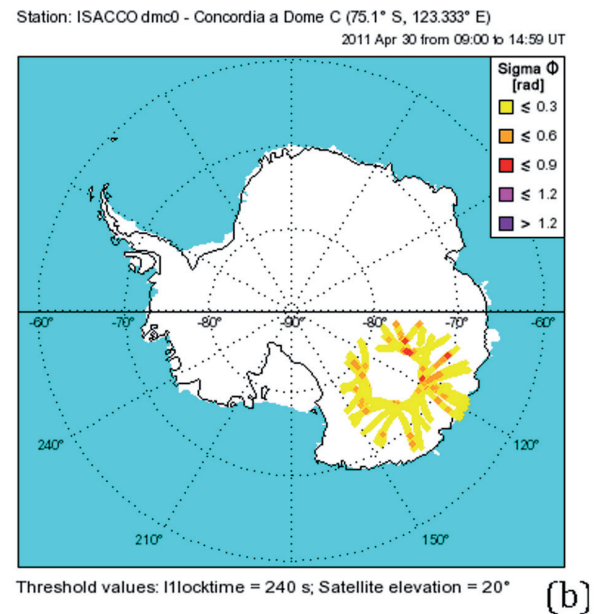 Station: ISACCO dmc0 - Concordia a Dome C (75.1° S, 123.333° E)
2011 Apr 30 from 09:00 to 14:59 UT
Sigma Φ
[rad]
⩽ 0.3
⩽ 0.6
⩽ 0.9
⩽ 1.2
> 1.2
-60° -70° -80° -90° -80° -70° -60°
240° 120°
210° 150°
Threshold values: l1locktime = 240 s; Satellite elevation = 20°
(b)